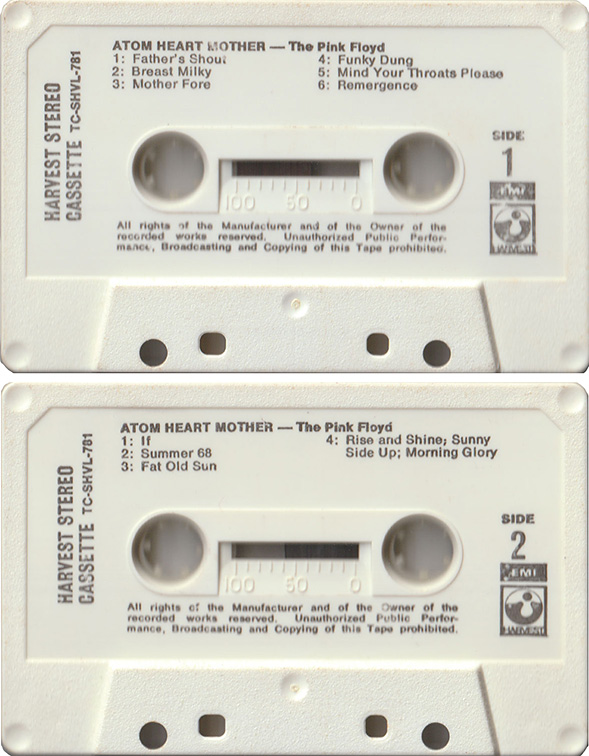 ATOM HEART MOTHER — The Pink Floyd
1: Father's Shout
2: Breast Milky
3: Mother Fore
4: Funky Dung
5: Mind Your Throats Please
6: Remergence
HARVEST STEREO
CASSETTE TC-SHVL-781
SIDE
1
EMI
HARVEST
100 50 0
All rights of the Manufacturer and of the Owner of the
recorded works reserved. Unauthorized Public Perfor-
mance, Broadcasting and Copying of this Tape prohibited.
ATOM HEART MOTHER — The Pink Floyd
1: If
2: Summer 68
3: Fat Old Sun
4: Rise and Shine; Sunny
Side Up; Morning Glory
HARVEST STEREO
CASSETTE TC-SHVL-781
SIDE
2
EMI
HARVEST
100 50 0
All rights of the Manufacturer and of the Owner of the
recorded works reserved. Unauthorized Public Perfor-
mance, Broadcasting and Copying of this Tape prohibited.